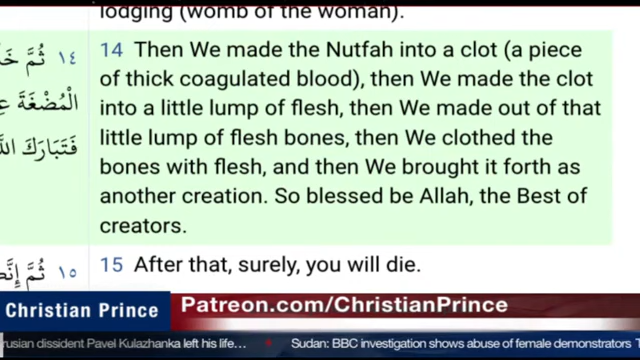 lodging (womb of the woman).
١٤ ثُمَّ خَ
14 Then We made the Nutfah into a clot (a piece
of thick coagulated blood), then We made the clot
الْمُضْغَةَ عِ
into a little lump of flesh, then We made out of that
فَتَبَارَكَ اللَّ
little lump of flesh bones, then We clothed the
bones with flesh, and then We brought it forth as
another creation. So blessed be Allah, the Best of
creators.
١٥ ثُمَّ إِنَّ
15 After that, surely, you will die.
Christian Prince
Patreon.com/ChristianPrince
rusian dissident Pavel Kulazhanka left his life...
Sudan: BBC investigation shows abuse of female demonstrators